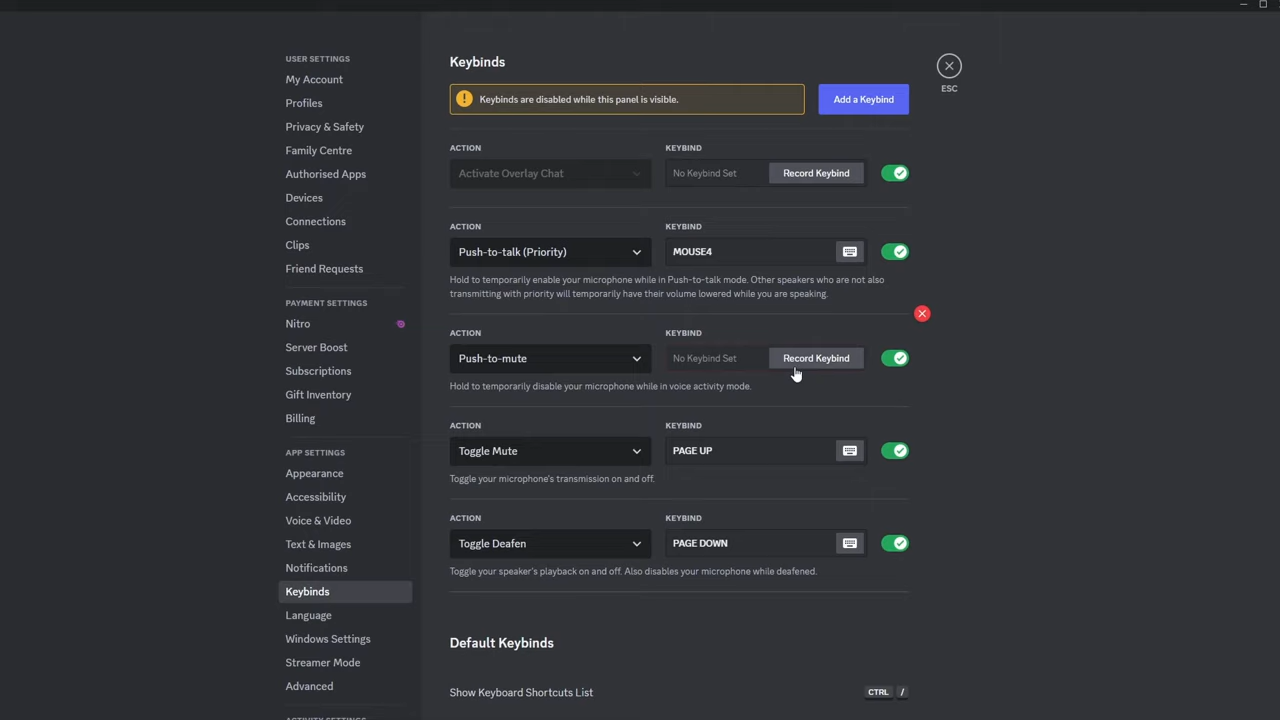 USER SETTINGS
My Account
Profiles
Privacy & Safety
Family Centre
Authorised Apps
Devices
Connections
Clips
Friend Requests
PAYMENT SETTINGS
Nitro
Server Boost
Subscriptions
Gift Inventory
Billing
APP SETTINGS
Appearance
Accessibility
Voice & Video
Text & Images
Notifications
Keybinds
Language
Windows Settings
Streamer Mode
Advanced
ACTIVITY SETTINGS
Keybinds
ESC
Keybinds are disabled while this panel is visible.
Add a Keybind
ACTION KEYBIND
Activate Overlay Chat No Keybind Set Record Keybind
ACTION KEYBIND
Push-to-talk (Priority) MOUSE4
Hold to temporarily enable your microphone while in Push-to-talk mode. Other speakers who are not also
transmitting with priority will temporarily have their volume lowered while you are speaking.
ACTION KEYBIND
Push-to-mute No Keybind Set Record Keybind
Hold to temporarily disable your microphone while in voice activity mode.
ACTION KEYBIND
Toggle Mute PAGE UP
Toggle your microphone's transmission on and off.
ACTION KEYBIND
Toggle Deafen PAGE DOWN
Toggle your speaker's playback on and off. Also disables your microphone while deafened.
Default Keybinds
Show Keyboard Shortcuts List CTRL /